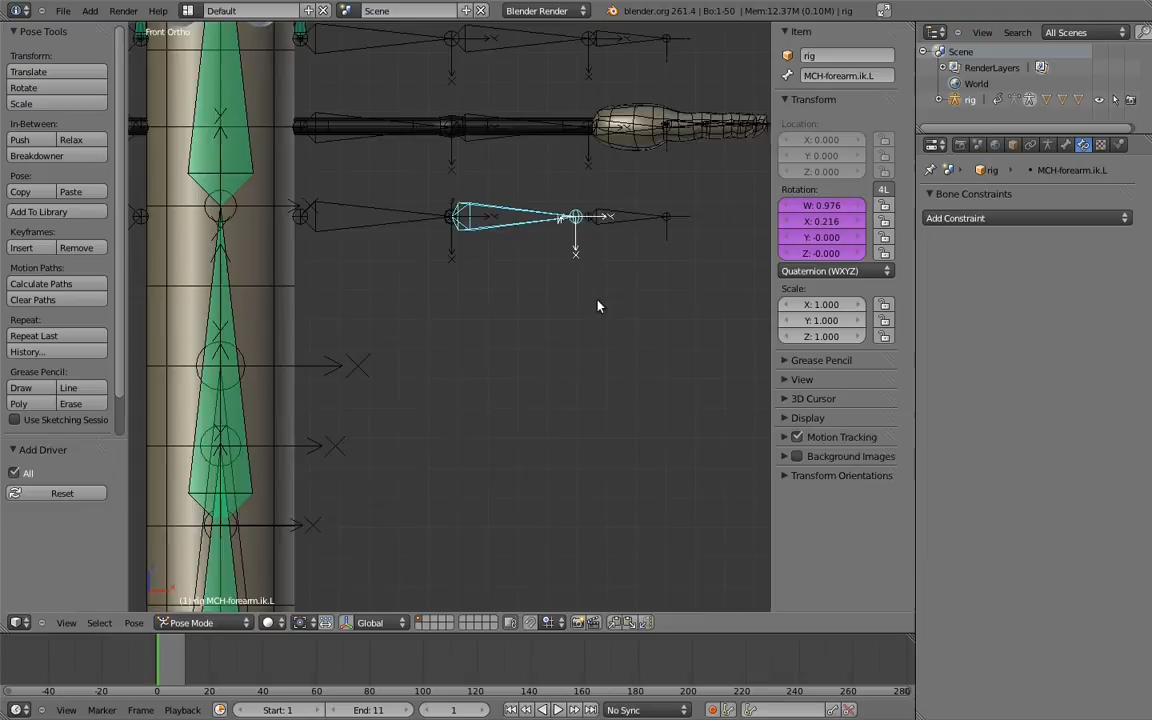 File Add Render Help Default Scene Blender Render blender.org 261.4 | Bo:1-50 | Mem:12.37M (0.10M) | rig
Pose Tools
Transform:
Translate
Rotate
Scale
In-Between:
Push Relax
Breakdowner
Pose:
Copy Paste
Add To Library
Keyframes:
Insert Remove
Motion Paths:
Calculate Paths
Clear Paths
Repeat:
Repeat Last
History...
Grease Pencil:
Draw Line
Poly Erase
Use Sketching Sessio
Add Driver
All
Reset
Front Ortho
(1) rig MCH-forearm.ik.L
View Select Pose Pose Mode Global
Item
rig
MCH-forearm.ik.L
Transform
Location:
X: 0.000
Y: 0.000
Z: 0.000
Rotation: 4L
W: 0.976
X: 0.216
Y: -0.000
Z: -0.000
Quaternion (WXYZ)
Scale:
X: 1.000
Y: 1.000
Z: 1.000
Grease Pencil
View
3D Cursor
Display
Motion Tracking
Background Images
Transform Orientations
View Search All Scenes
Scene
RenderLayers
World
rig
rig MCH-forearm.ik.L
Bone Constraints
Add Constraint
-40 -20 0 20 40 60 80 100 120 140 160 180 200 220 240 260 280
View Marker Frame Playback Start: 1 End: 11 1 No Sync